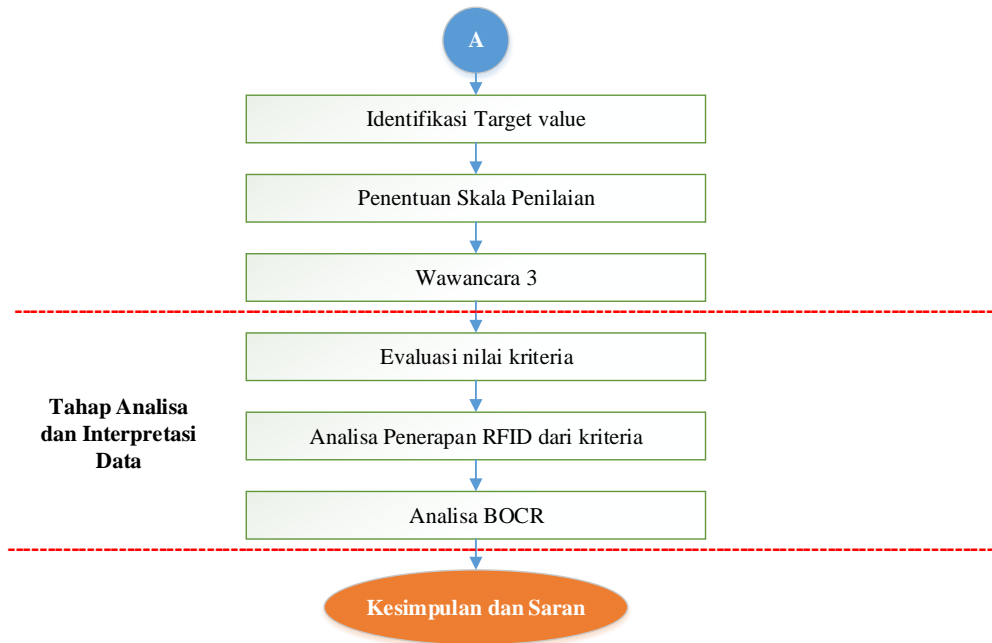 A
Identifikasi Target value
Penentuan Skala Penilaian
Wawancara 3
Tahap Analisa
dan Interpretasi
Data
Evaluasi nilai kriteria
Analisa Penerapan RFID dari kriteria
Analisa BOCR
Kesimpulan dan Saran